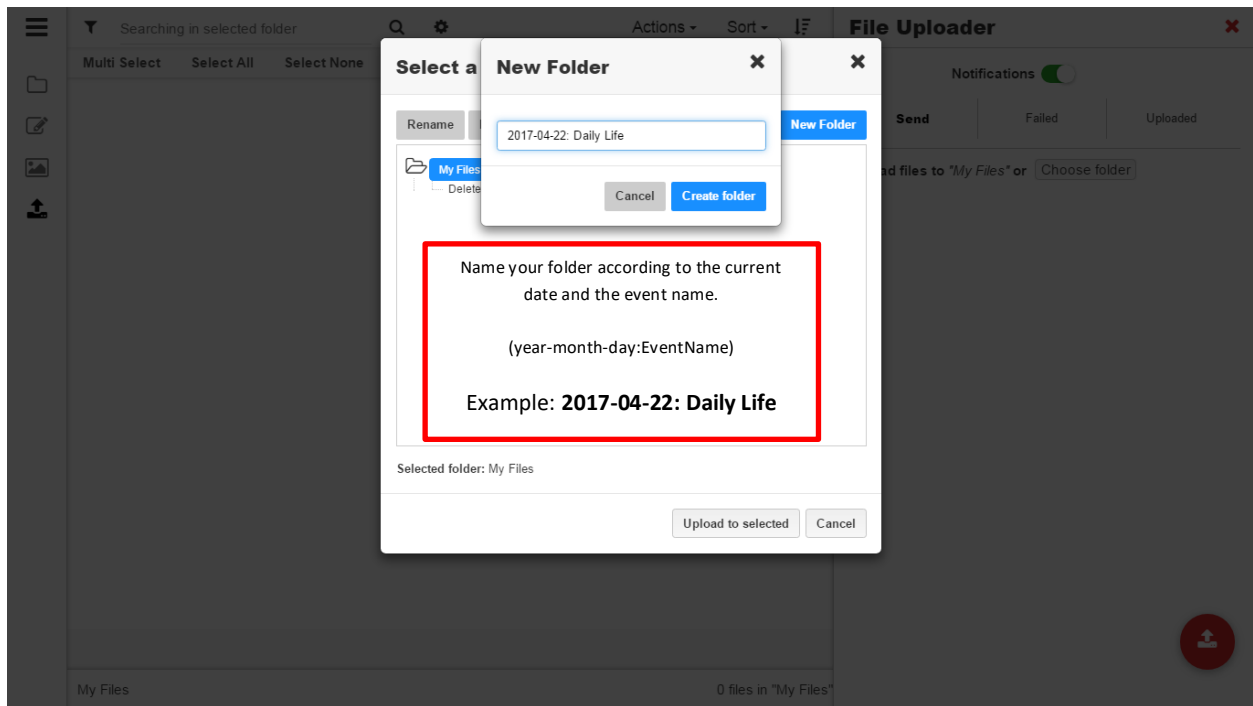 Searching in selected folder
Actions
Sort
File Uploader
Multi Select Select All Select None
Select a
New Folder
Notifications
Rename
2017-04-22: Daily Life
New Folder
Send Failed Uploaded
My Files
Delete
files to "My Files" or Choose folder
Cancel Create folder
Name your folder according to the current
date and the event name.
(year-month-day:EventName)
Example: 2017-04-22: Daily Life
Selected folder: My Files
Upload to selected Cancel
My Files
0 files in "My Files"